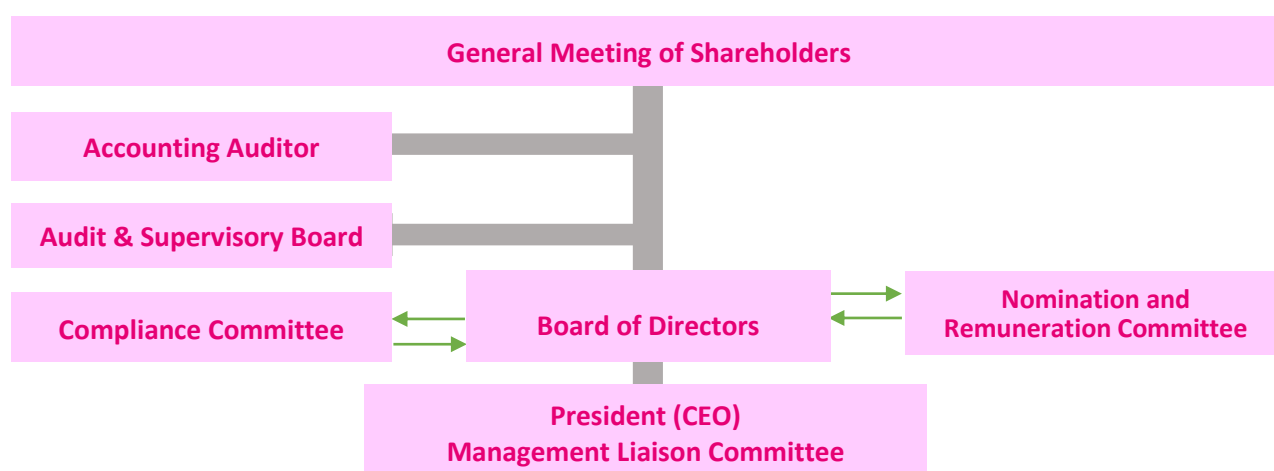 General Meeting of Shareholders
Accounting Auditor
Audit & Supervisory Board
Compliance Committee
Board of Directors
Nomination and
Remuneration Committee
President (CEO)
Management Liaison Committee